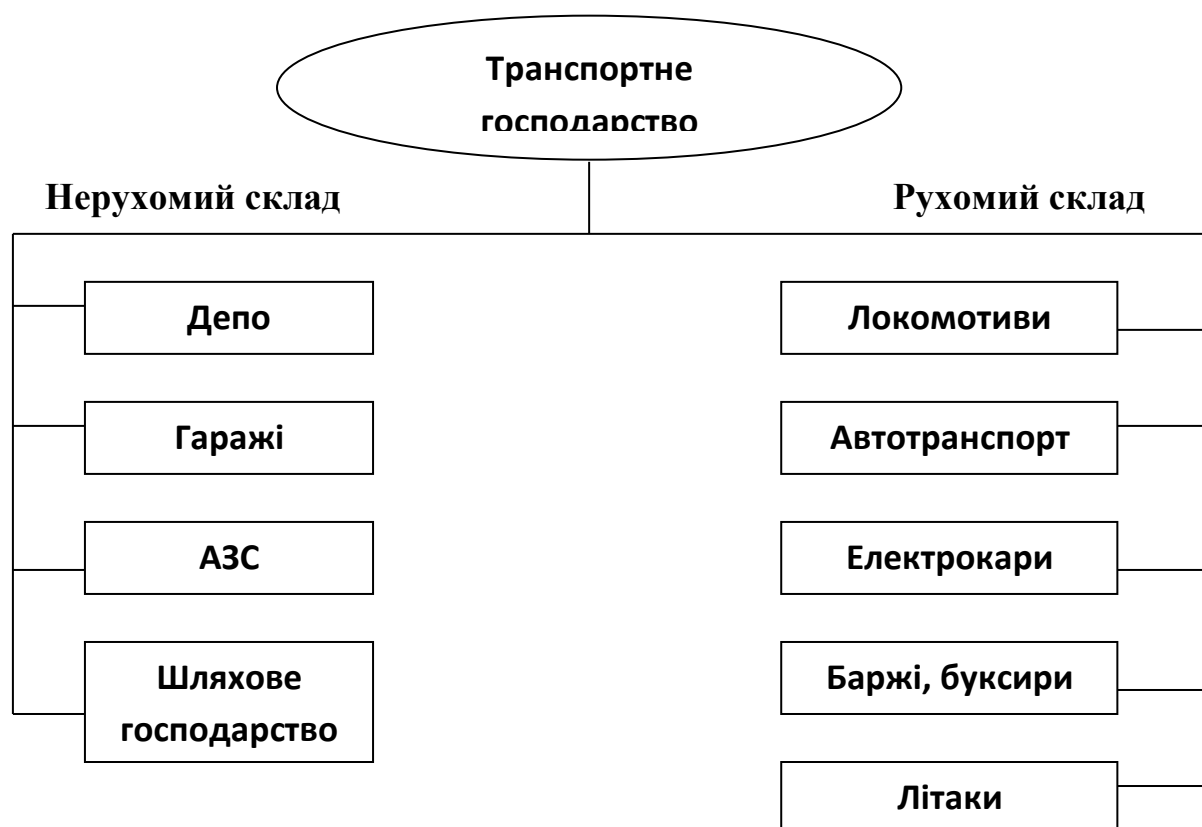 Транспортне
господарство
Нерухомий склад
Рухомий склад
Депо
Локомотиви
Гаражі
Автотранспорт
АЗС
Електрокари
Шляхове
господарство
Баржі, буксири
Літаки